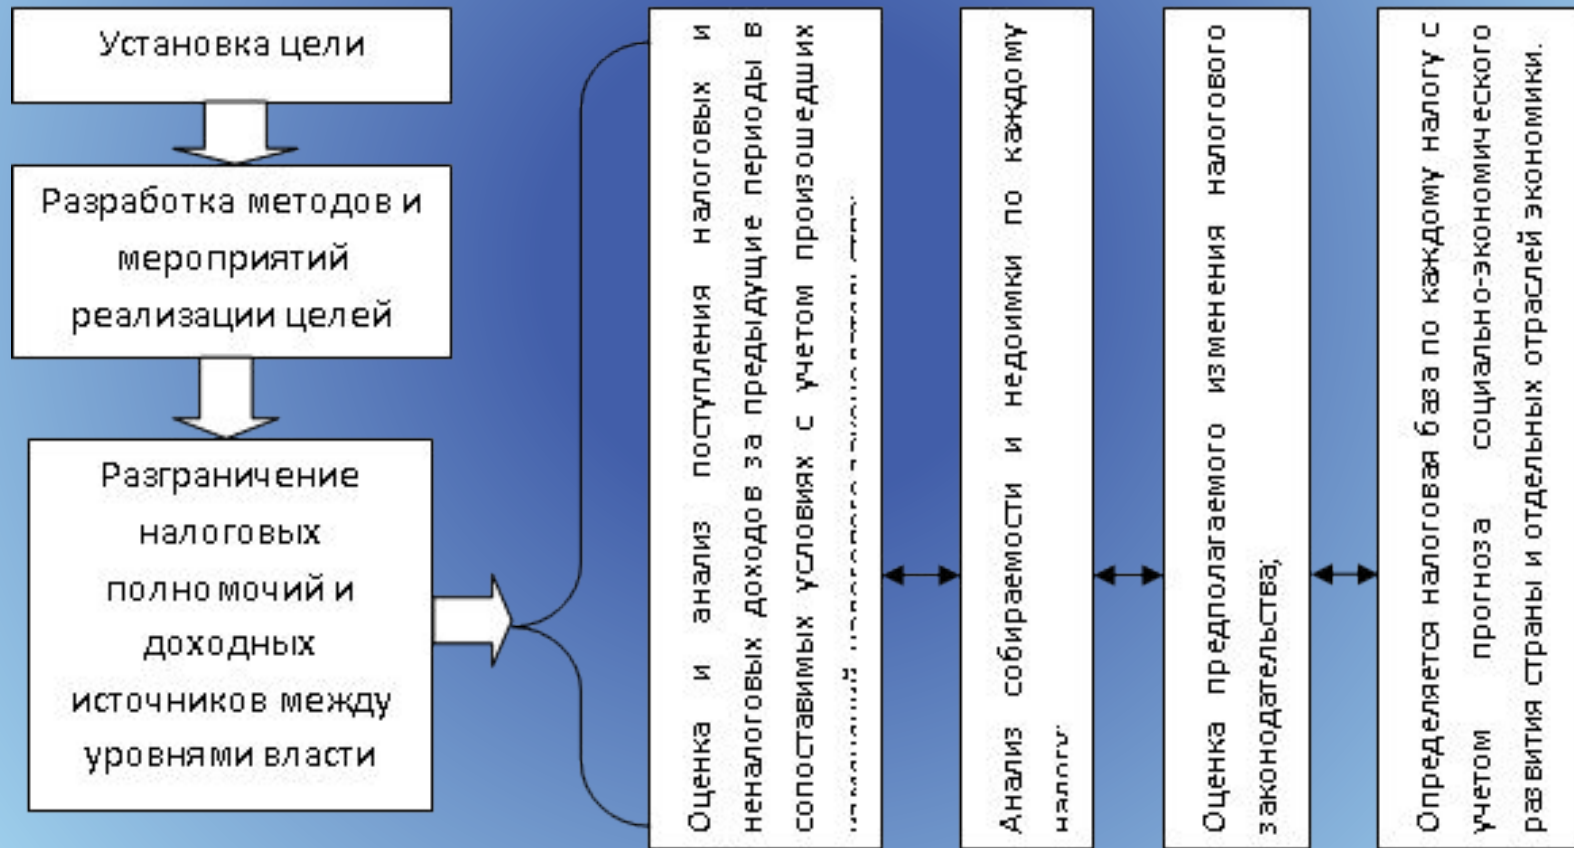 Установка цели
Разработка методов и
мероприятий
реализации целей
Разграничение
налоговых
полномочий и
доходных
источников между
уровнями власти
Оценка и анализ поступления налоговых и
неналоговых доходов за предыдущие периоды в
сопоставимых условиях с учетом произошедших
Анализ собираемости и недоимки по каждому
налогу;
Оценка предполагаемого изменения налогового
законодательства;
Определяется налоговая база по каждому налогу с
учетом прогноза социально-экономического
развития страны и отдельных отраслей экономики.